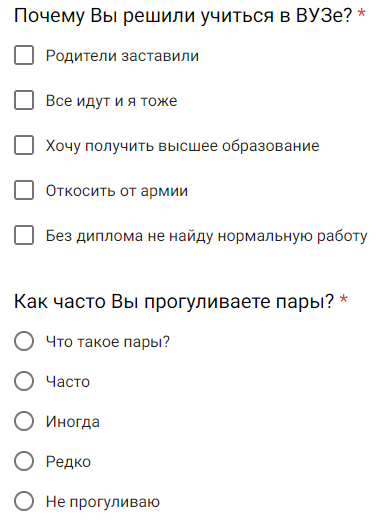 Почему Вы решили учиться в ВУЗе? *
Родители заставили
Все идут и я тоже
Хочу получить высшее образование
Откосить от армии
Без диплома не найду нормальную работу
Как часто Вы прогуливаете пары? *
Что такое пары?
Часто
Иногда
Редко
Не прогуливаю